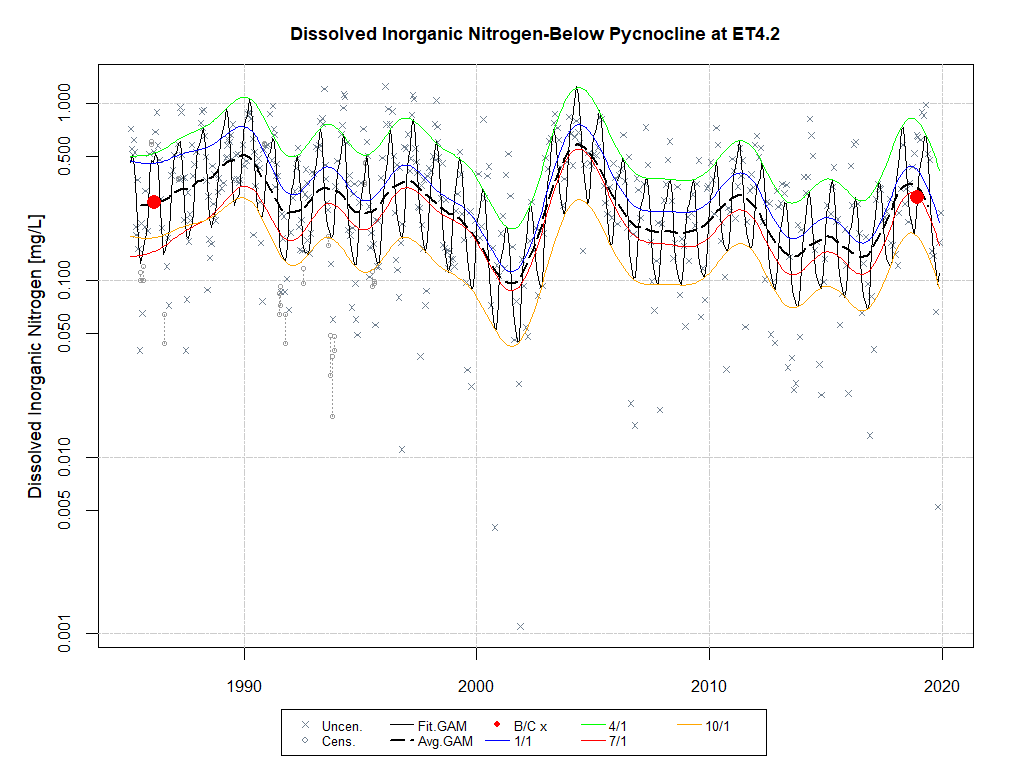 Dissolved Inorganic Nitrogen-Below Pycnocline at ET4.2
Dissolved Inorganic Nitrogen [mg/L]
1.000
0.500
0.100
0.050
0.010
0.005
0.001
1990 2000 2010 2020
Uncen. Fit.GAM B/C x 4/1 10/1
Cens. Avg.GAM 1/1 7/1